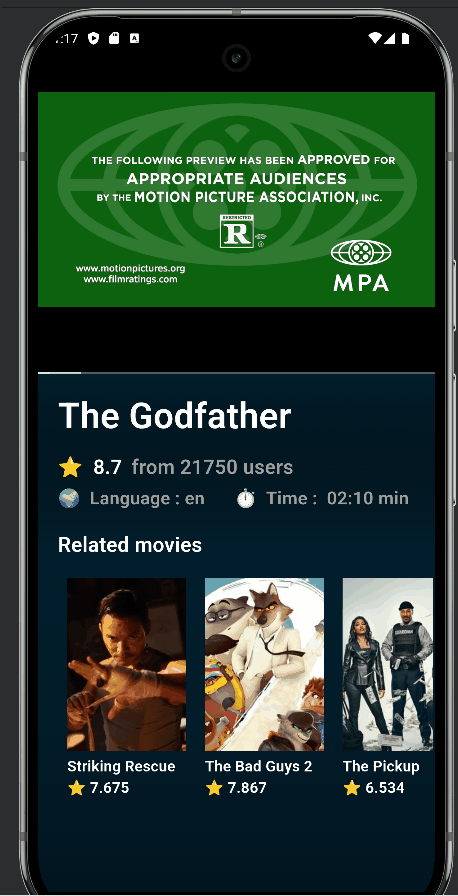 :17
THE FOLLOWING PREVIEW HAS BEEN APPROVED FOR
APPROPRIATE AUDIENCES
BY THE MOTION PICTURE ASSOCIATION, INC.
RESTRICTED
R
www.motionpictures.org
www.filmratings.com
MPA
The Godfather
8.7 from 21750 users
Language : en Time : 02:10 min
Related movies
GUARDIAN
Striking Rescue The Bad Guys 2 The Pickup
7.675 7.867 6.534